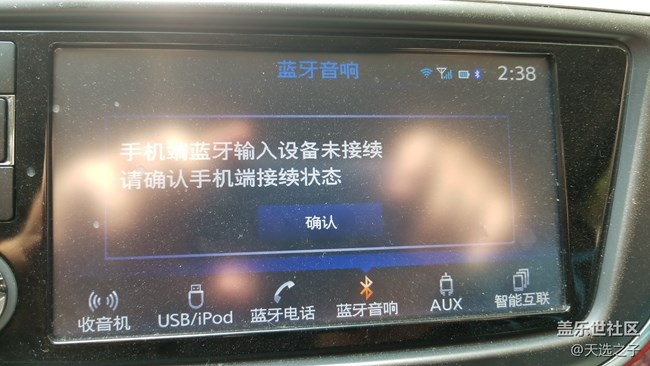 蓝牙音响
2:38
手机端蓝牙输入设备未接续
请确认手机端接续状态
确认
收音机
USB/iPod
蓝牙电话
蓝牙音响
AUX
智能互联
盖乐世社区
@天选之子